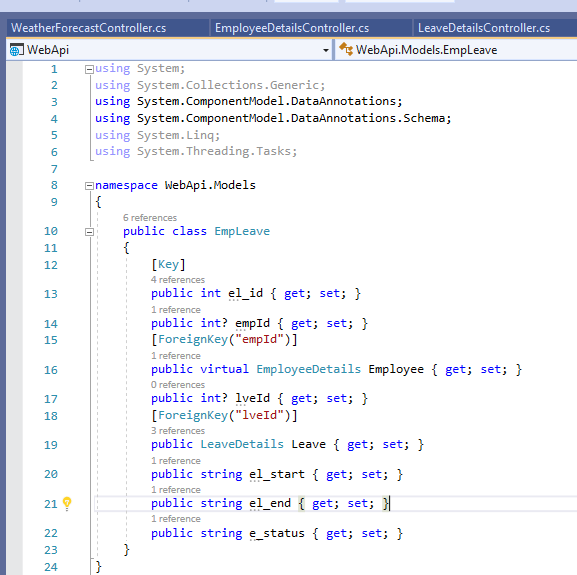 WeatherForecastController.cs EmployeeDetailsController.cs LeaveDetailsController.cs
WebApi WebApi.Models.EmpLeave
1 using System;
2 using System.Collections.Generic;
3 using System.ComponentModel.DataAnnotations;
4 using System.ComponentModel.DataAnnotations.Schema;
5 using System.Linq;
6 using System.Threading.Tasks;
7
8 namespace WebApi.Models
9 {
6 references
10 public class EmpLeave
11 {
12 [Key]
4 references
13 public int el_id { get; set; }
1 reference
14 public int? empId { get; set; }
15 [ForeignKey("empId")]
1 reference
16 public virtual EmployeeDetails Employee { get; set; }
0 references
17 public int? lveId { get; set; }
18 [ForeignKey("lveId")]
3 references
19 public LeaveDetails Leave { get; set; }
1 reference
20 public string el_start { get; set; }
1 reference
21 public string el_end { get; set; }
1 reference
22 public string e_status { get; set; }
23 }
24 }